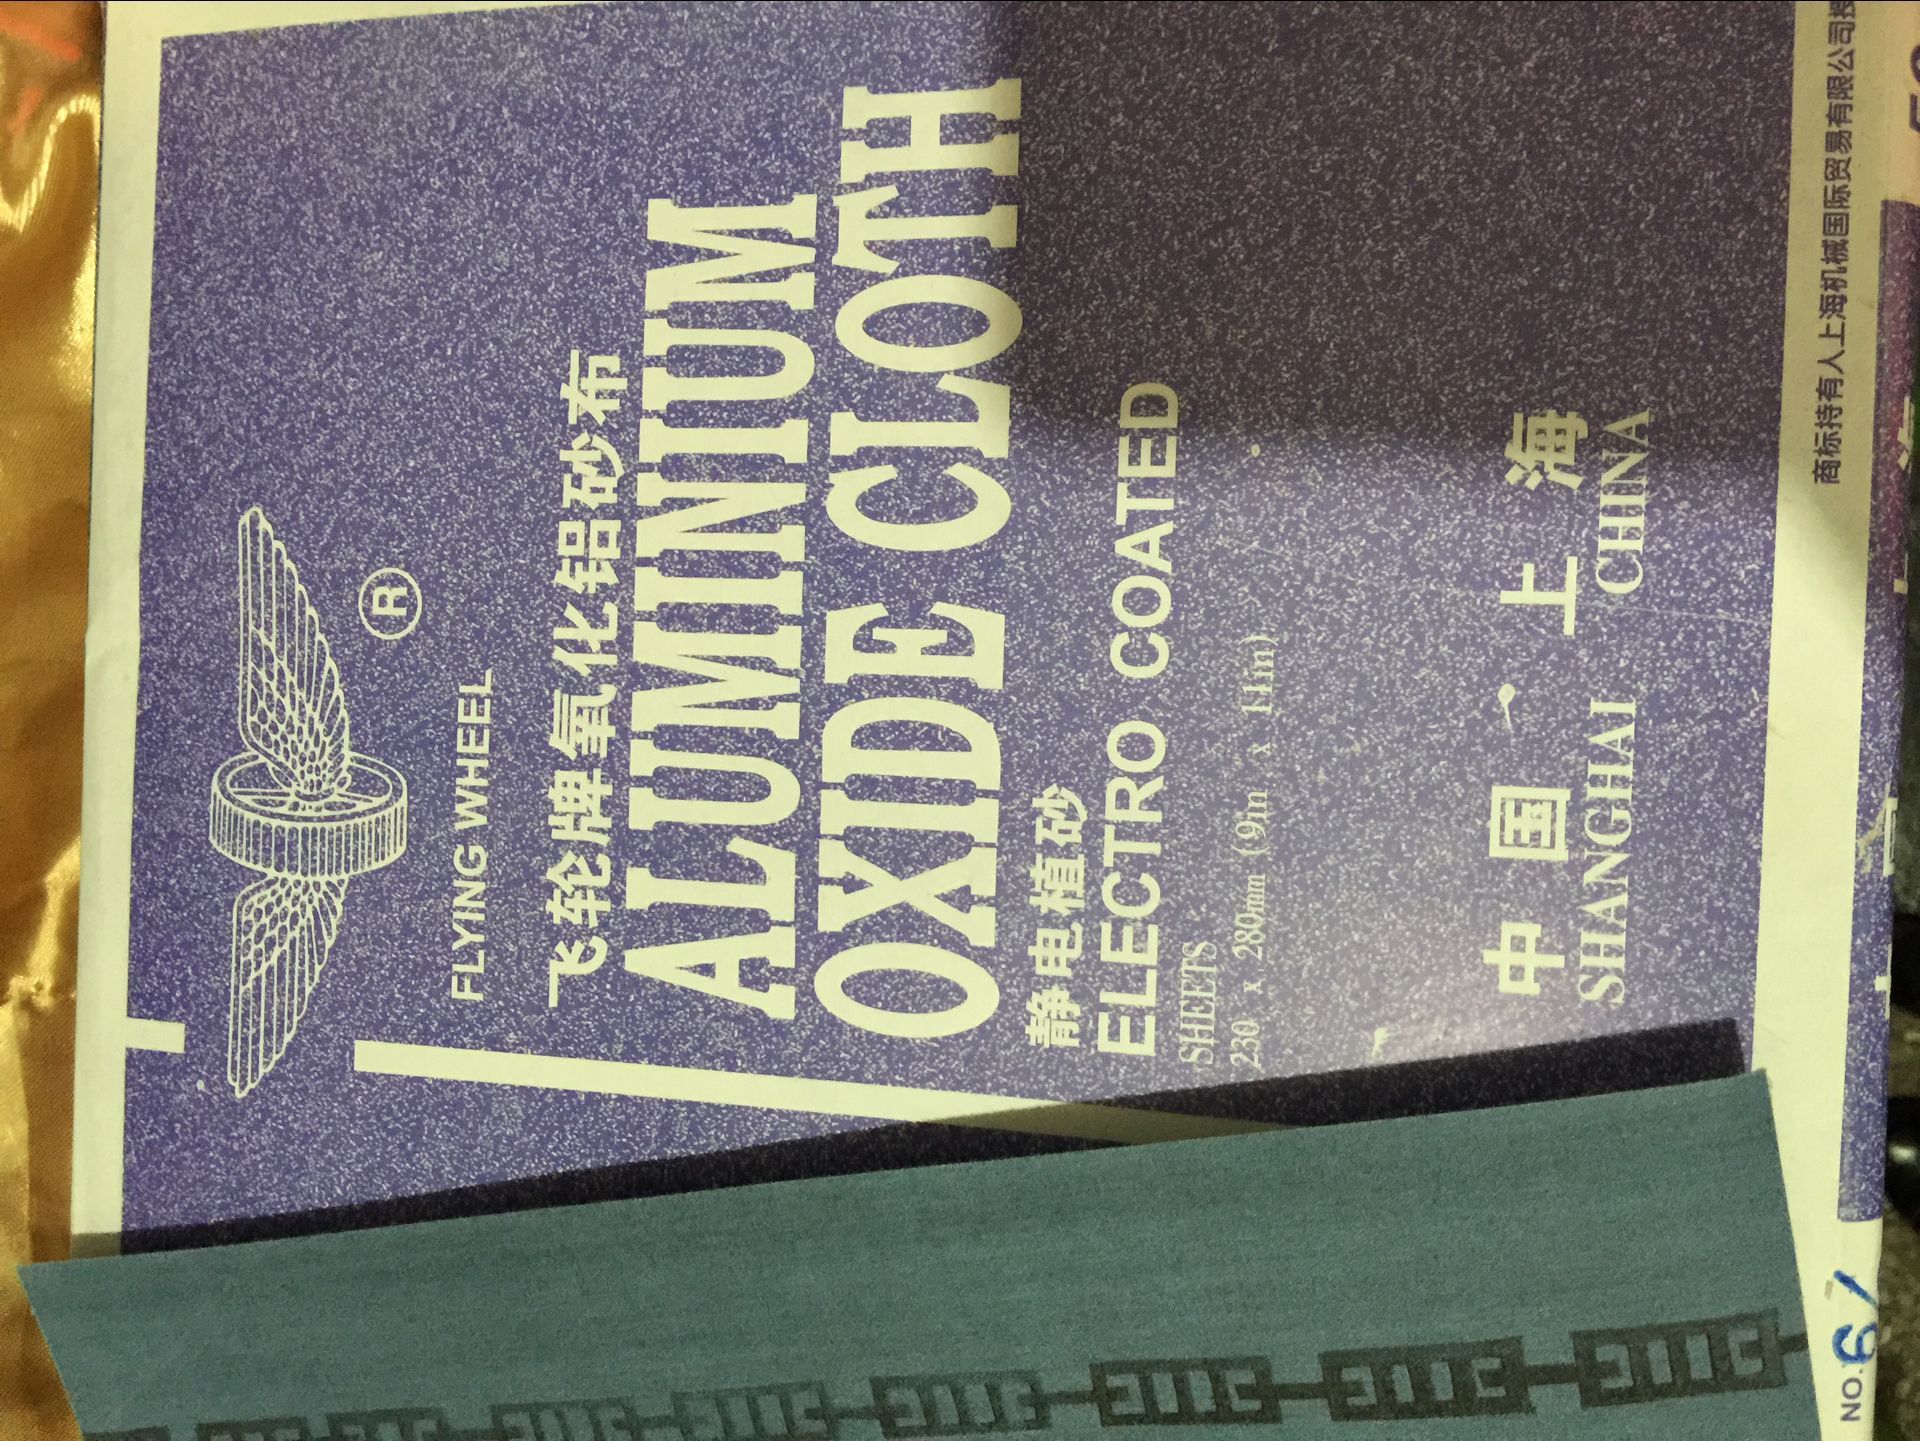 ®
FLYING WHEEL
飞轮牌氧化铝砂布
ALUMINIUM
OXIDE CLOTH
静电植砂
ELECTRO COATED
SHEETS
230 x 280mm (9in x 11in)
中国 上海
SHANGHAI CHINA
商标持有人上海机械国际贸易有限公司授
NO.